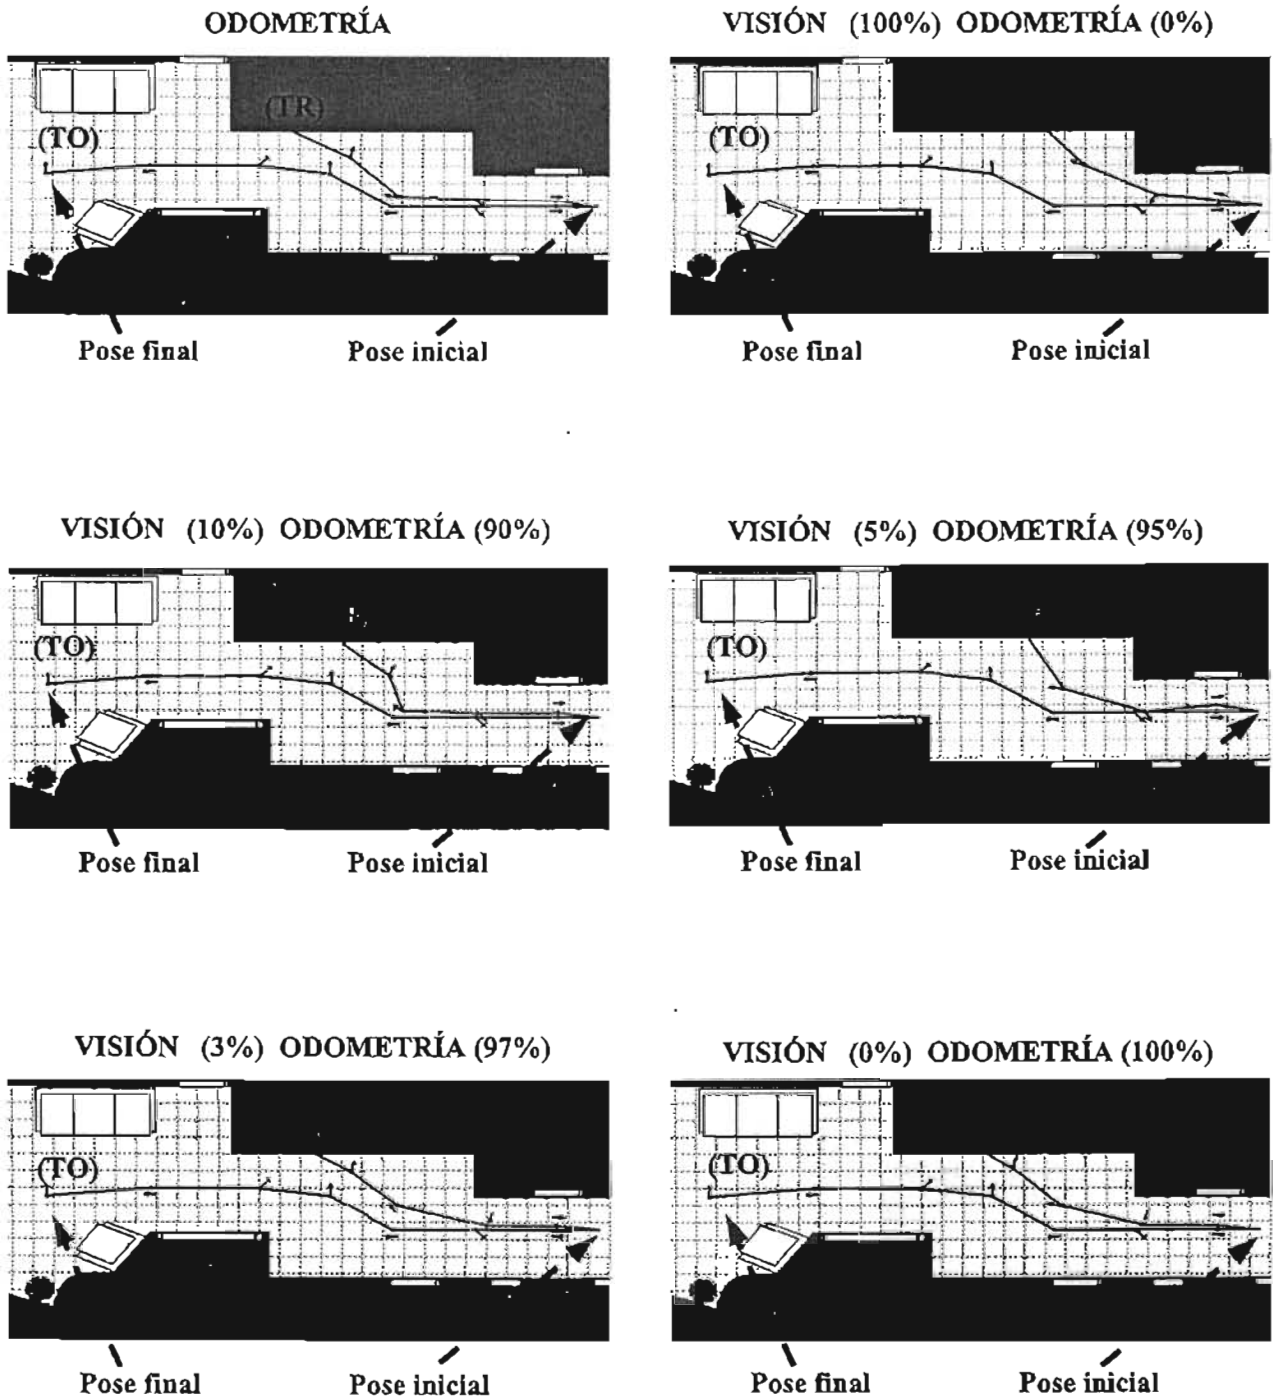 ODOMETRÍA
VISIÓN (100%) ODOMETRÍA (0%)
(TR)
(TO)
(TO)
Pose final
Pose inicial
Pose final
Pose inicial
VISIÓN (10%) ODOMETRÍA (90%)
VISIÓN (5%) ODOMETRÍA (95%)
(TO)
(TO)
Pose final
Pose inicial
Pose final
Pose inicial
VISIÓN (3%) ODOMETRÍA (97%)
VISIÓN (0%) ODOMETRÍA (100%)
(TO)
(TO)
Pose final
Pose inicial
Pose final
Pose inicial